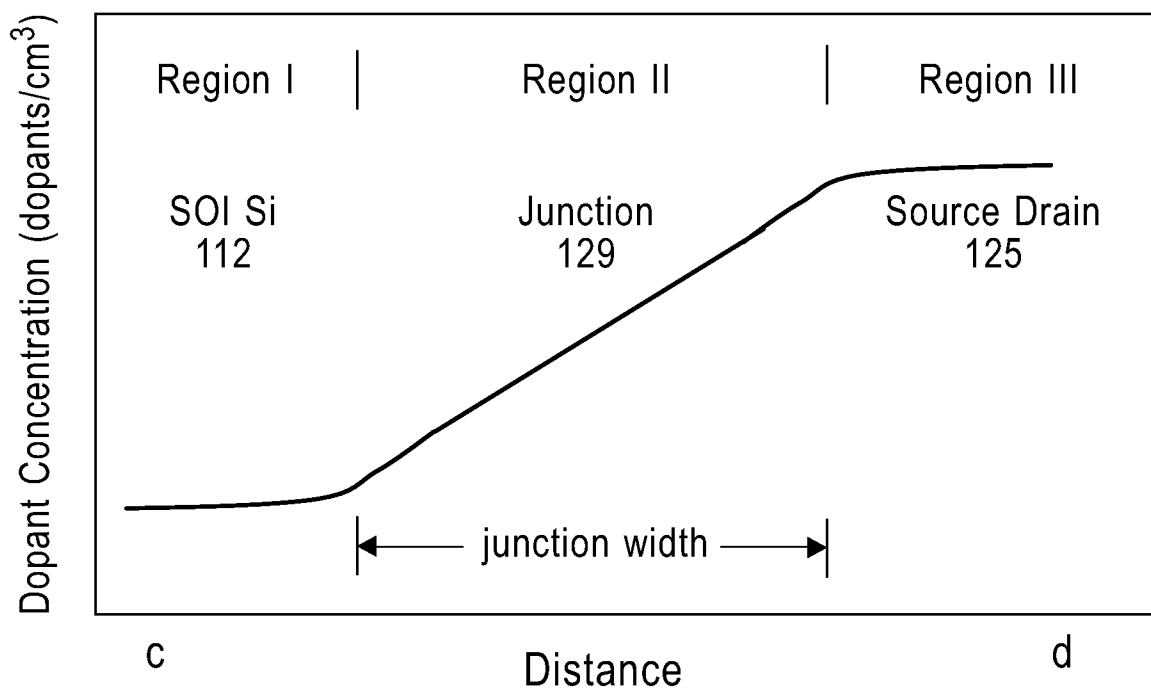 Dopant Concentration (dopants/cm³)
Region I
Region II
Region III
SOI Si
112
Junction
129
Source Drain
125
junction width
c
Distance
d